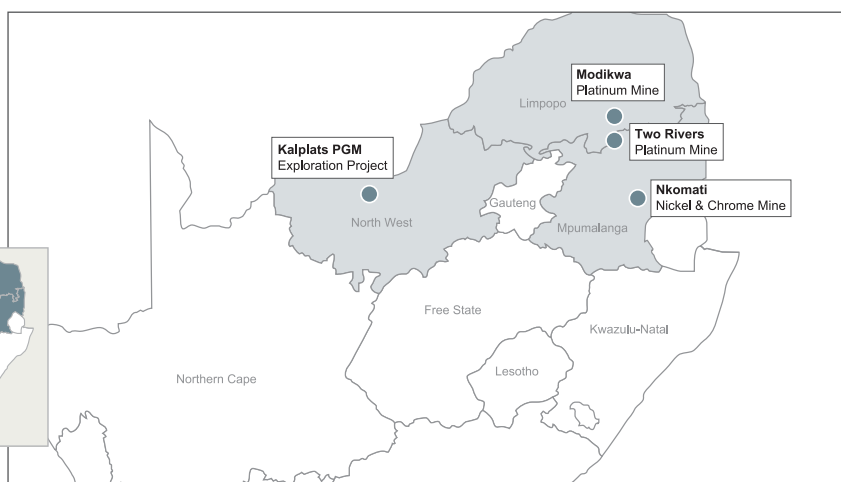 Modikwa
Platinum Mine
Limpopo
Two Rivers
Platinum Mine
Kalplats PGM
Exploration Project
Nkomati
Nickel & Chrome Mine
Gauteng
North West
Mpumalanga
Free State
Kwazulu-Natal
Lesotho
Northern Cape